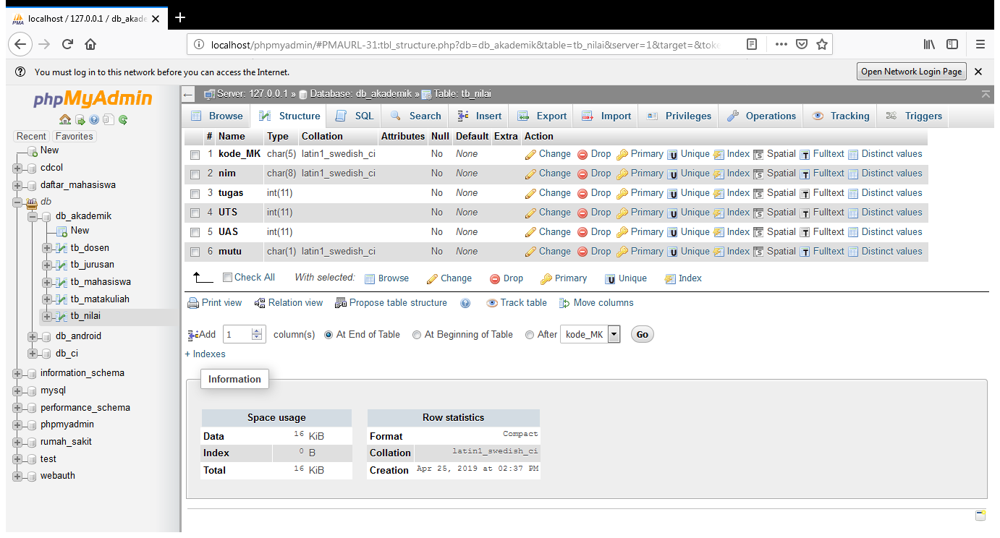 localhost / 127.0.0.1 / db_akade
localhost/phpmyadmin/#PMAURL-31:tbl_structure.php?db=db_akademik&table=tb_nilai&server=1&target=&toke
You must log in to this network before you can access the Internet.
Open Network Login Page
phpMyAdmin
Recent Favorites
New
cdcol
daftar_mahasiswa
db
db_akademik
New
tb_dosen
tb_jurusan
tb_mahasiswa
tb_matakuliah
tb_nilai
db_android
db_ci
information_schema
mysql
performance_schema
phpmyadmin
rumah_sakit
test
webauth
Server: 127.0.0.1 » Database: db_akademik » Table: tb_nilai
Browse Structure SQL Search Insert Export Import Privileges Operations Tracking Triggers
# Name Type Collation Attributes Null Default Extra Action
1 kode_MK char(5) latin1_swedish_ci No None Change Drop Primary Unique Index Spatial Fulltext Distinct values
2 nim char(8) latin1_swedish_ci No None Change Drop Primary Unique Index Spatial Fulltext Distinct values
3 tugas int(11) No None Change Drop Primary Unique Index Spatial Fulltext Distinct values
4 UTS int(11) No None Change Drop Primary Unique Index Spatial Fulltext Distinct values
5 UAS int(11) No None Change Drop Primary Unique Index Spatial Fulltext Distinct values
6 mutu char(1) latin1_swedish_ci No None Change Drop Primary Unique Index Spatial Fulltext Distinct values
Check All With selected: Browse Change Drop Primary Unique Index
Print view Relation view Propose table structure Track table Move columns
Add 1 column(s) At End of Table At Beginning of Table After kode_MK Go
+ Indexes
Information
Space usage
Data 16 KiB
Index 0 B
Total 16 KiB
Row statistics
Format Compact
Collation latin1_swedish_ci
Creation Apr 25, 2019 at 02:37 PM